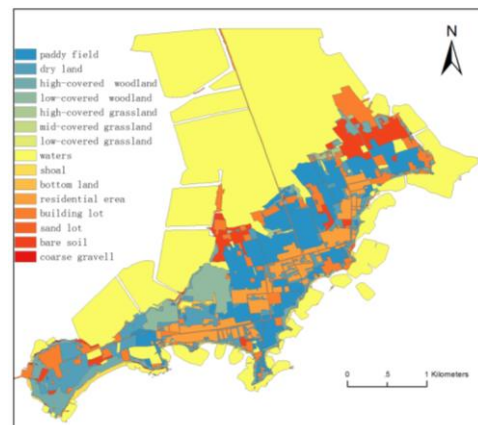 N
paddy field
dry land
high-covered woodland
low-covered woodland
high-covered grassland
mid-covered grassland
low-covered grassland
waters
shoal
bottom land
residential erea
building lot
sand lot
bare soil
coarse gravell
0 .5 1 Kilometers